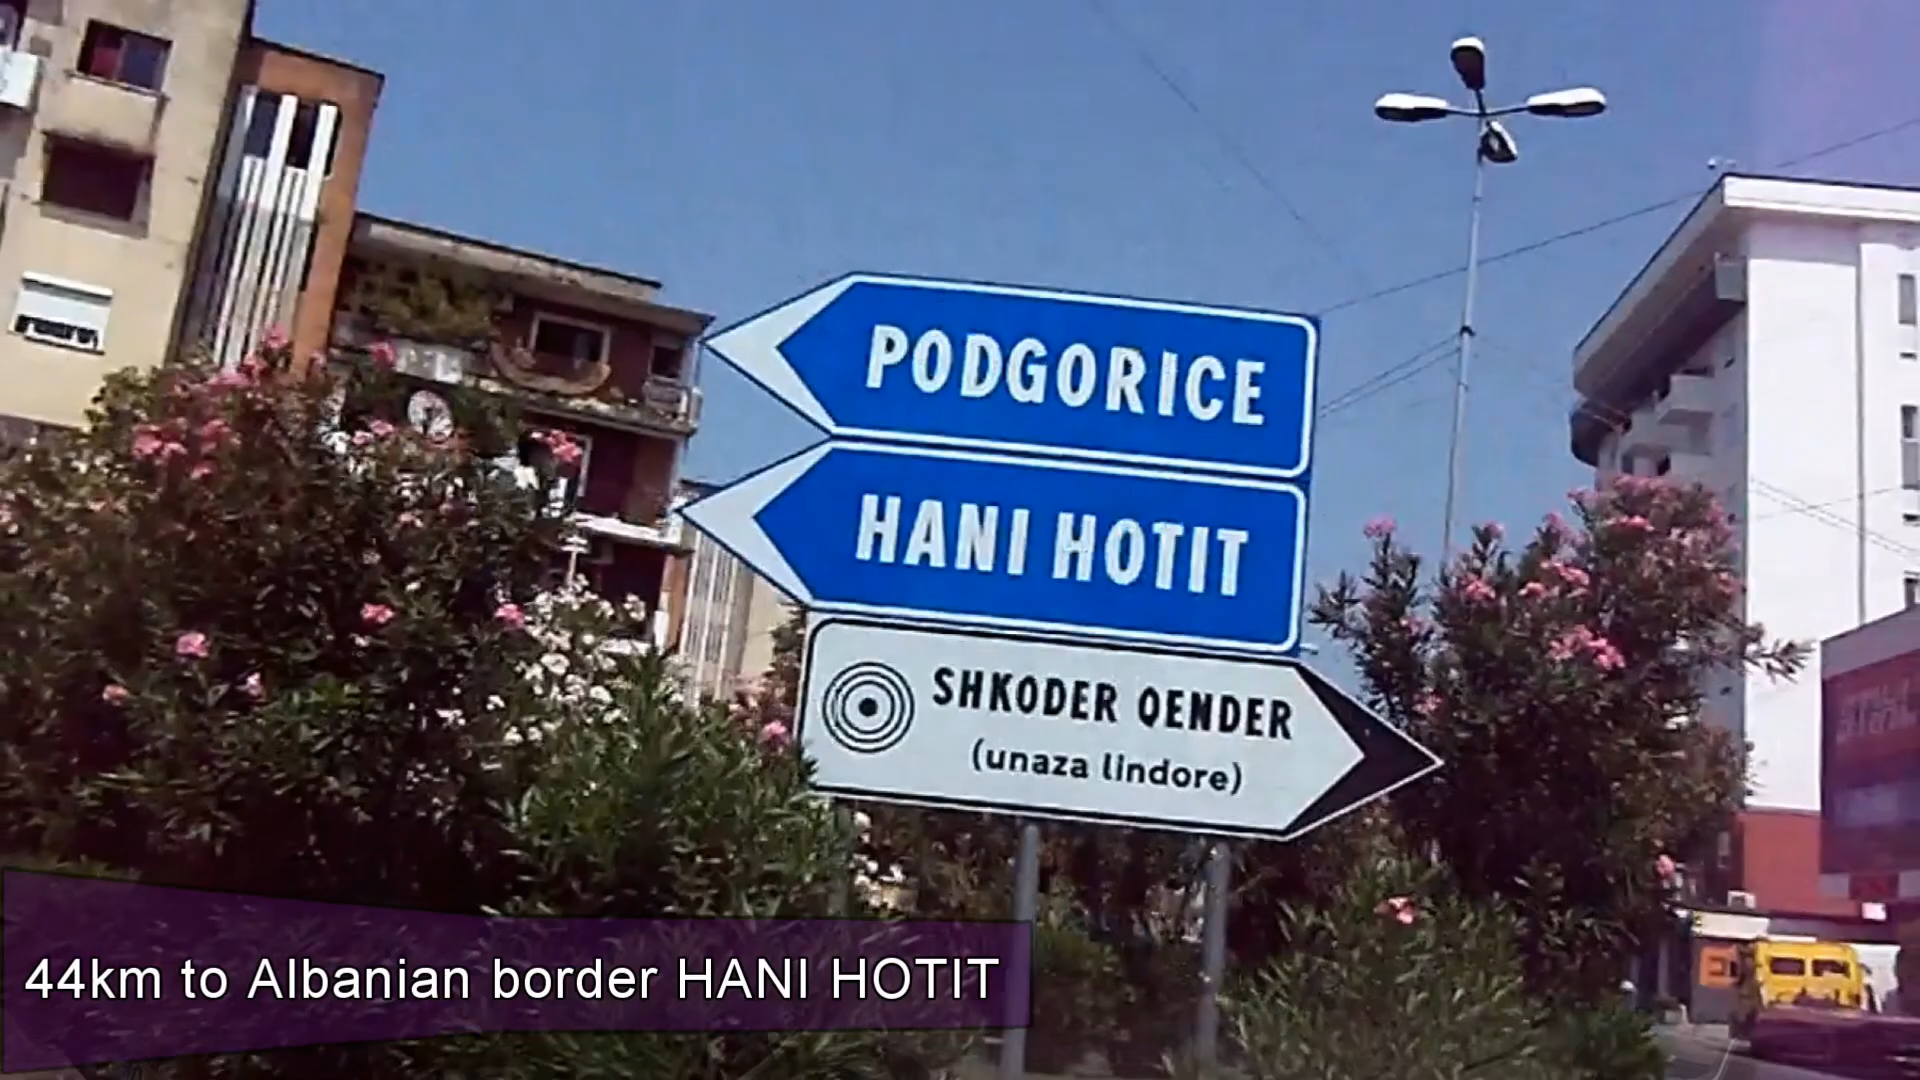 PODGORICE
HANI HOTIT
SHKODER QENDER
(unaza lindore)
44km to Albanian border HANI HOTIT